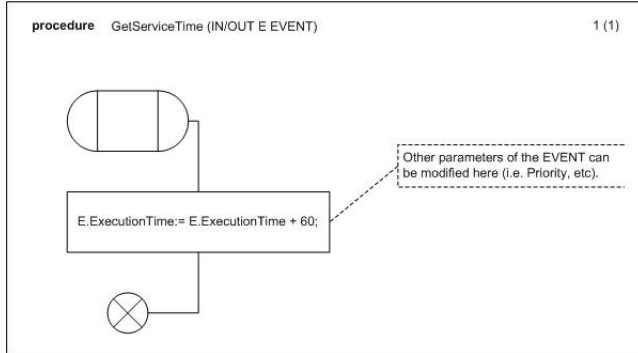 procedure GetServiceTime (IN/OUT E EVENT) 1 (1)
Other parameters of the EVENT can
be modified here (i.e. Priority, etc).
E.ExecutionTime:= E.ExecutionTime + 60;